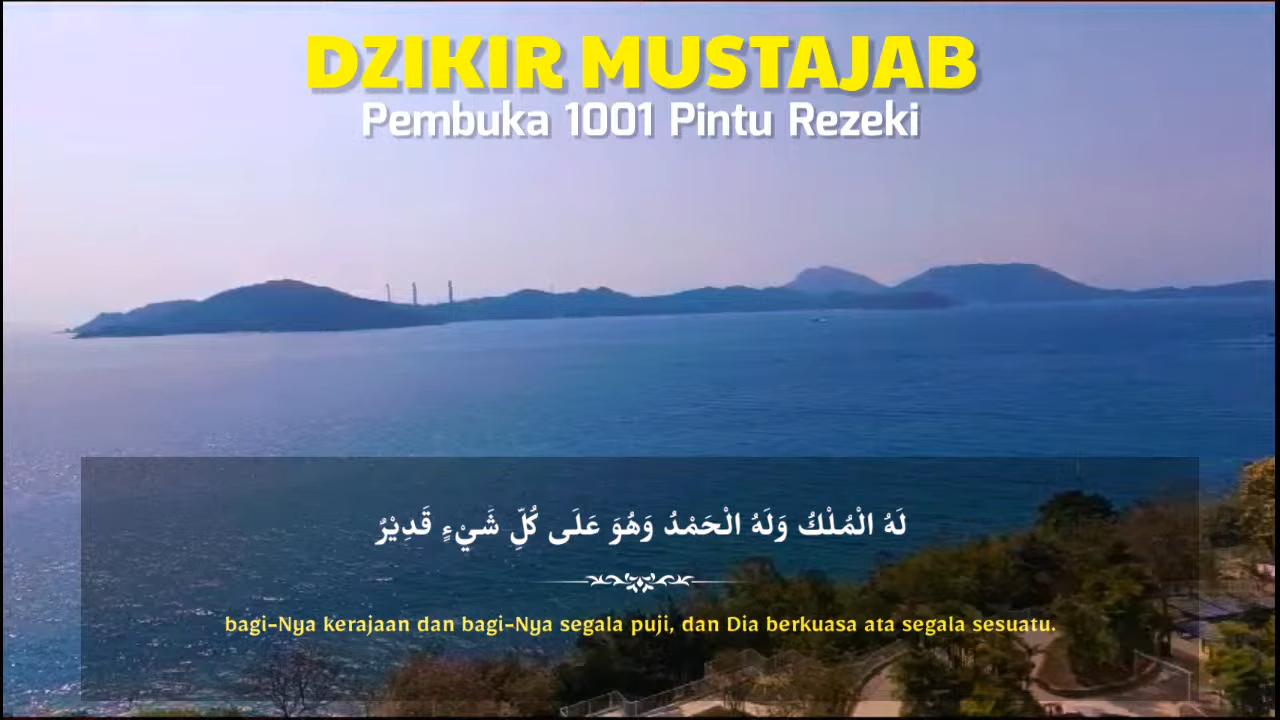 DZIKIR MUSTAJAB
Pembuka 1001 Pintu Rezeki
لَهُ الْمُلْكُ وَلَهُ الْحَمْدُ وَهُوَ عَلَى كُلِّ شَيْءٍ قَدِيْرٌ
bagi-Nya kerajaan dan bagi-Nya segala puji, dan Dia berkuasa ata segala sesuatu.